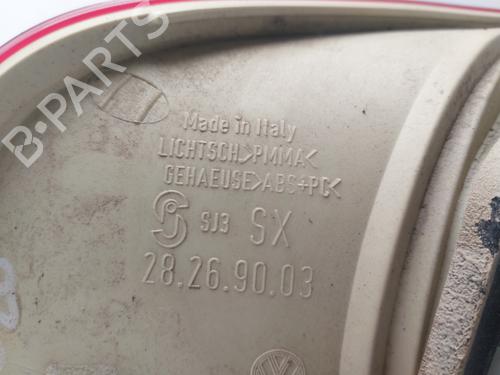 B-PARTS
Made in Italy
LICHTSCH>PMMA<
GEHAEUSE>ABS+PC<
SJ3 SX
28.26.90.03